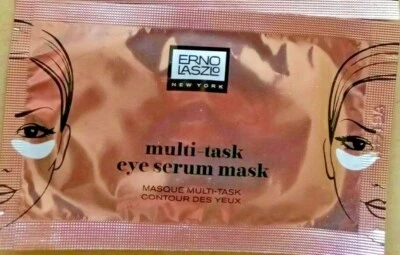 ERNO
LASZLO
NEW YORK
multi-task
eye serum mask
MASQUE MULTI-TASK
CONTOUR DES YEUX